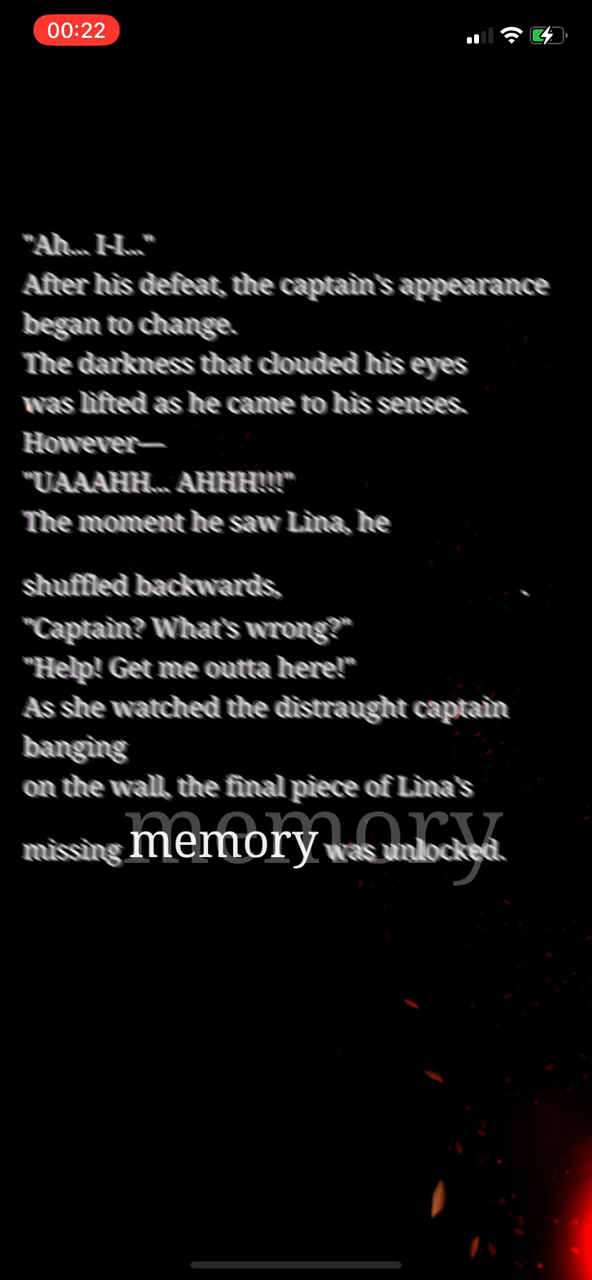 00:22
"Ah... I-I..."
After his defeat, the captain's appearance
began to change.
The darkness that clouded his eyes
was lifted as he came to his senses.
However—
"UAAAHH... AHHH!!!"
The moment he saw Lina, he
shuffled backwards,
"Captain? What's wrong?"
"Help! Get me outta here!"
As she watched the distraught captain
banging
on the wall, the final piece of Lina's
memory
missing memory was unlocked.